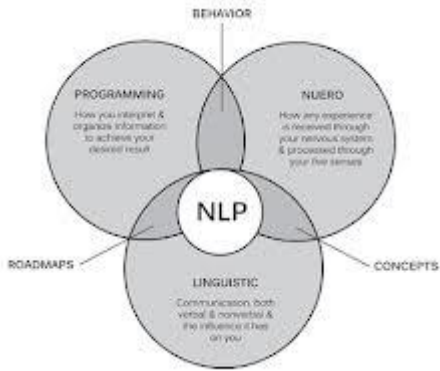 BEHAVIOR
PROGRAMMING
How you interpret &
organize information
to achieve your
desired result
NUERO
How any experience
is received through
your nervous system
& processed through
your five senses
NLP
ROADMAPS
CONCEPTS
LINGUISTIC
Communication, both
verbal & nonverbal &
the influence it has
on you